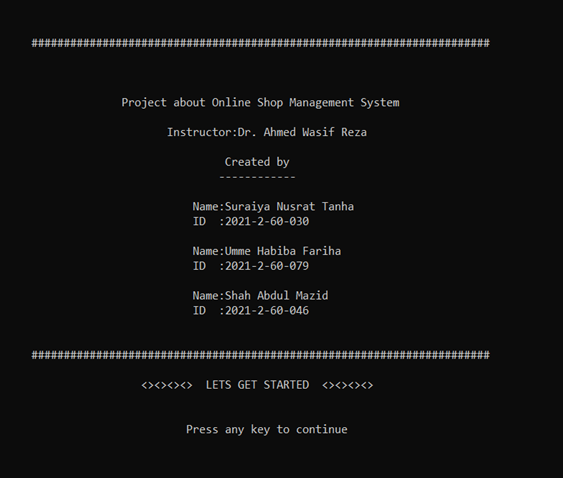 #######################################################################
Project about Online Shop Management System
Instructor:Dr. Ahmed Wasif Reza
Created by
------------
Name:Suraiya Nusrat Tanha
ID  :2021-2-60-030
Name:Umme Habiba Fariha
ID  :2021-2-60-079
Name:Shah Abdul Mazid
ID  :2021-2-60-046
#######################################################################
<><><><>  LETS GET STARTED  <><><><>
Press any key to continue